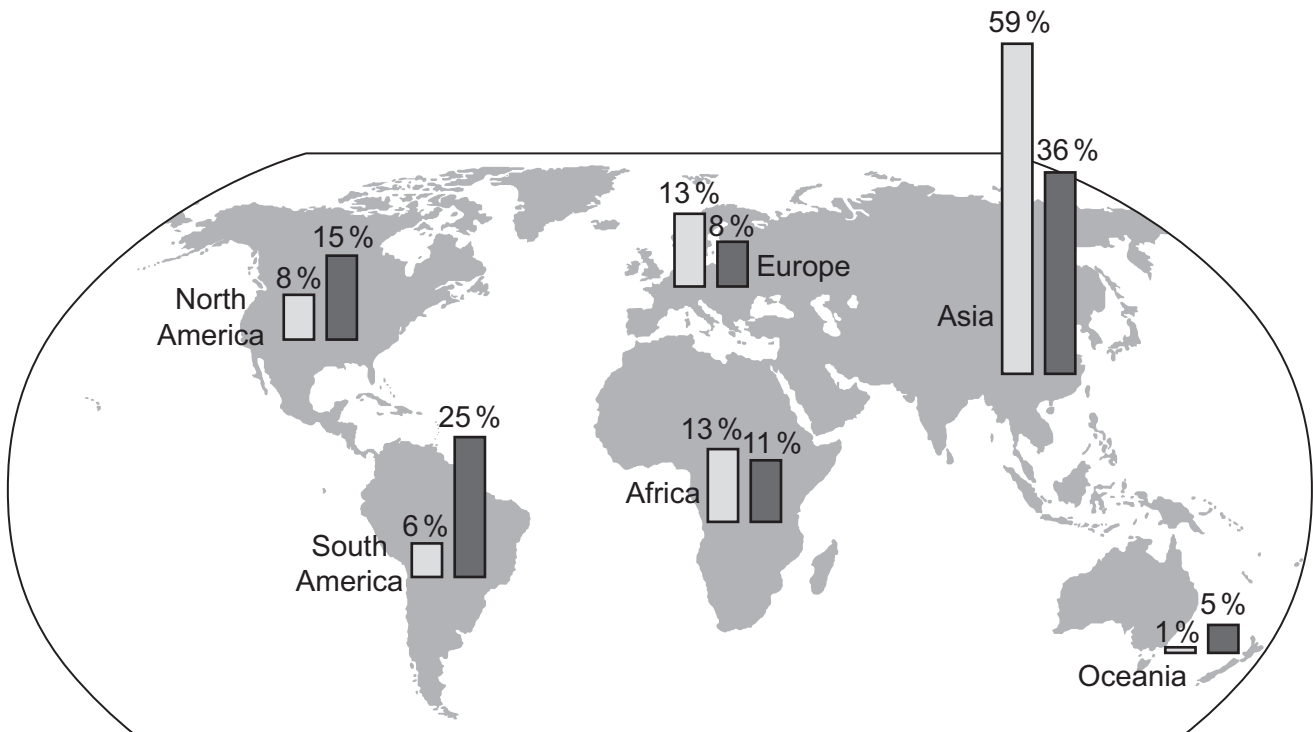 59 %
36 %
13 %
8 %
Europe
15 %
8 %
North
America
Asia
25 %
6 %
South
America
13 %
11 %
Africa
5 %
1 %
Oceania